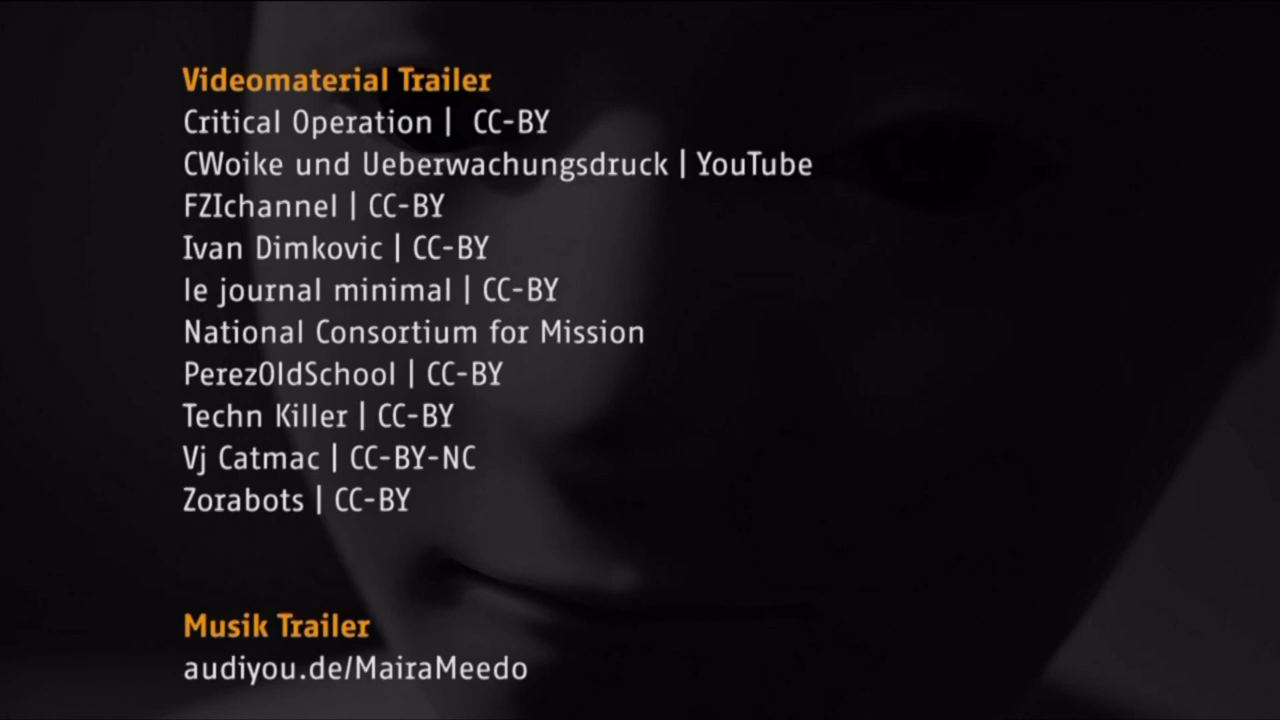 Videomaterial Trailer
Critical Operation | CC-BY
CWoike und Ueberwachungsdruck | YouTube
FZIchannel | CC-BY
Ivan Dimkovic | CC-BY
le journal minimal | CC-BY
National Consortium for Mission
PerezOldSchool | CC-BY
Techn Killer | CC-BY
Vj Catmac | CC-BY-NC
Zorabots | CC-BY
Musik Trailer
audiyou.de/MairaMeedo